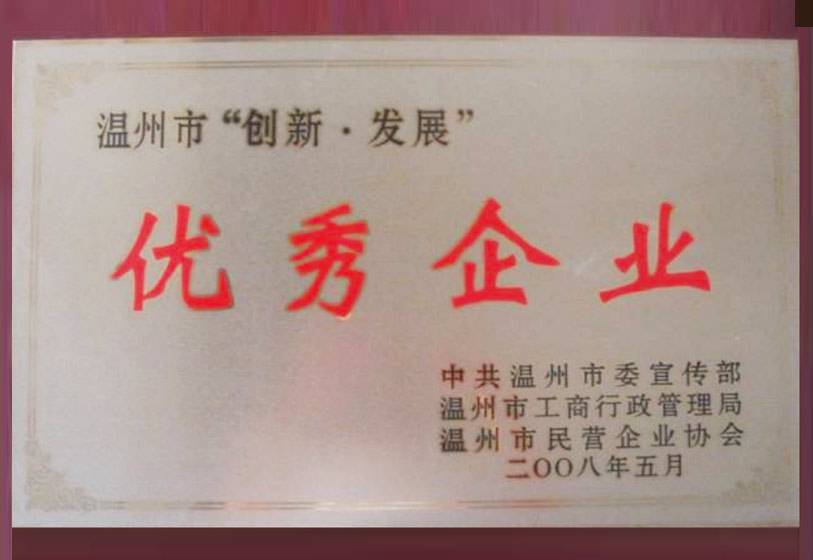 温州市“创新·发展”
优秀企业
中共温州市委宣传部
温州市工商行政管理局
温州市民营企业协会
二〇〇八年五月